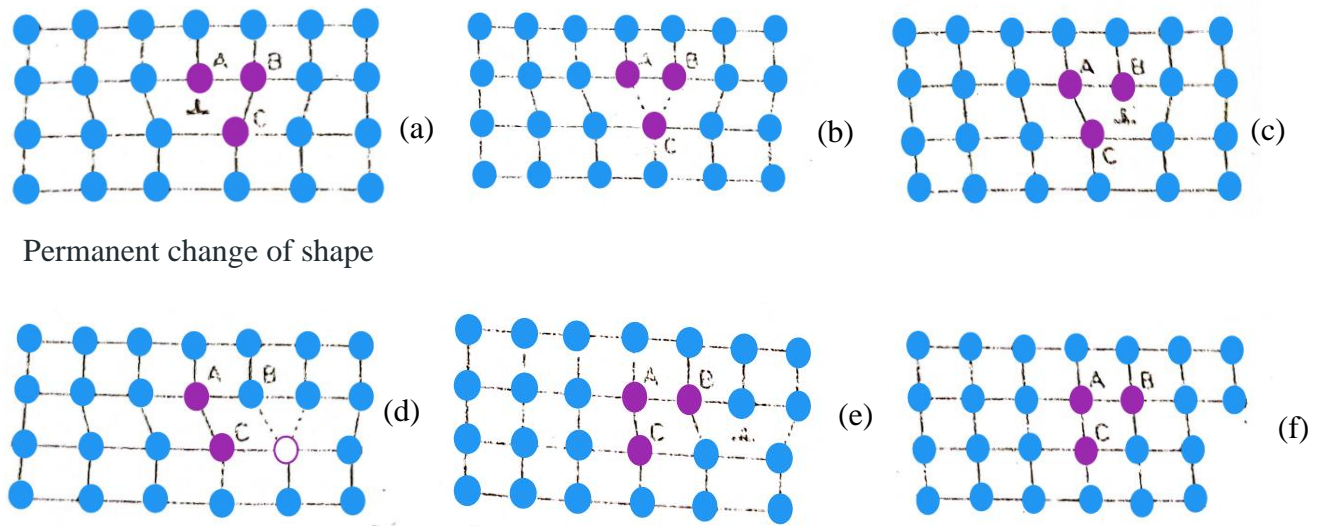 A B C (a)
A B C (b)
A B C (c)
Permanent change of shape
A B C (d)
A B C (e)
A B C (f)